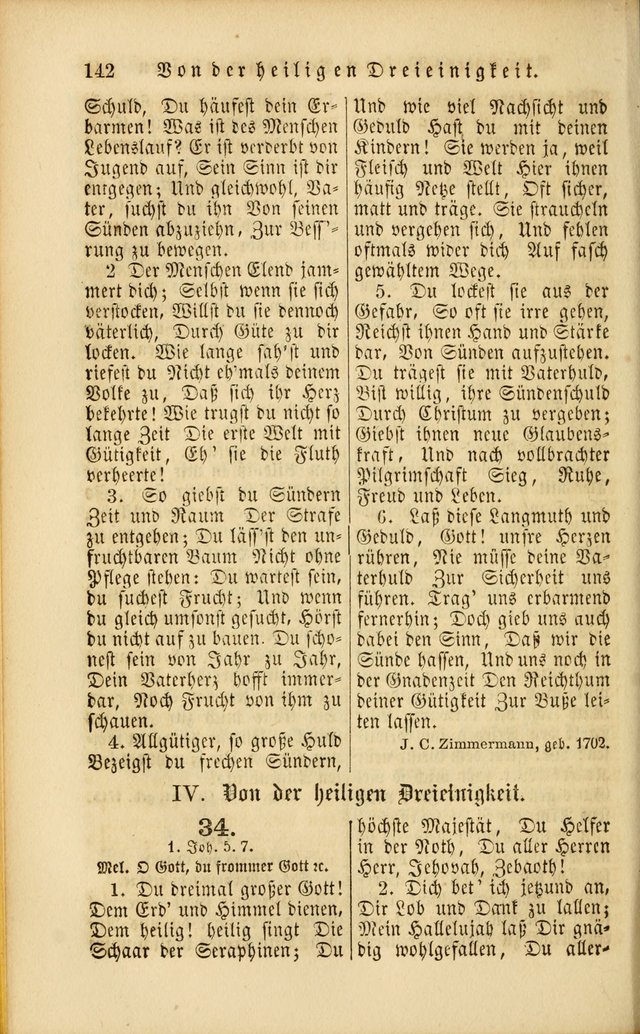 142 Von der heiligen Dreieinigkeit.
Schuld, Du häufest dein Er-
barmen! Was ist des Menschen
Lebenslauf? Er ist verderbt von
Jugend auf, Sein Sinn ist dir
entgegen; Und gleichwohl, Va-
ter, suchst du ihn Von seinen
Sünden abzuziehn, Zur Bess'-
rung zu bewegen.
2 Der Menschen Elend jam-
mert dich; Selbst wenn sie sich
verstocken, Willst du sie dennoch
väterlich, Durch Güte zu dir
locken. Wie lange sah'st und
riefest du Nicht eh'mals deinem
Volke zu, Daß sich ihr Herz
bekehrte! Wie trugst du nicht so
lange Zeit Die erste Welt mit
Gütigkeit, Eh' sie die Fluth
verheerte!
3. So giebst du Sündern
Zeit und Raum Der Strafe
zu entgehen; Du läss'st den un-
fruchtbaren Baum Nicht ohne
Pflege stehen: Du wartest sein,
du suchest Frucht; Und wenn
du gleich umsonst gesucht, Hörst
du nicht auf zu bauen. Du scho-
nest sein von Jahr zu Jahr,
Dein Vaterherz hofft immer-
dar, Noch Frucht von ihm zu
schauen.
4. Allgütiger, so große Huld
Bezeigst du frechen Sündern,
Und wie viel Nachsicht und
Geduld Hast du mit deinen
Kindern! Sie werden ja, weil
Fleisch und Welt Hier ihnen
häufig Netze stellt, Oft sicher,
matt und träge. Sie straucheln
und vergehen sich, Und fehlen
oftmals wider dich Auf fasch
gewähltem Wege.
5. Du lockest sie aus der
Gefahr, So oft sie irre gehen,
Reichst ihnen Hand und Stärke
dar, Von Sünden aufzustehen.
Du trägest sie mit Vaterhuld,
Bist willig, ihre Sündenschuld
Durch Christum zu vergeben;
Giebst ihnen neue Glaubens-
kraft, Und nach vollbrachter
Pilgrimschaft Sieg, Ruhe,
Freud und Leben.
6. Laß diese Langmuth und
Geduld, Gott! unsre Herzen
rühren, Nie müsse deine Va-
terhuld Zur Sicherheit uns
führen. Trag' uns erbarmend
fernerhin; Doch gieb uns auch
dabei den Sinn, Daß wir die
Sünde hassen, Und uns noch in
der Gnadenzeit Den Reichthum
deiner Gütigkeit Zur Buße lei-
ten lassen.
J. C. Zimmermann, geb. 1702.
IV. Von der heiligen Dreieinigkeit.
34.
1. Joh. 5. 7.
Mel. O Gott, du frommer Gott ꝛc.
1. Du dreimal großer Gott!
Dem Erd' und Himmel dienen,
Dem heilig! heilig singt Die
Schaar der Seraphinen; Du
höchste Majestät, Du Helfer
in der Noth, Du aller Herren
Herr, Jehovah, Zebaoth!
2. Dich bet' ich jetzund an,
Dir Lob und Dank zu lallen;
Mein Hallelujah laß Dir gnä-
dig wohlgefallen, Du aller-